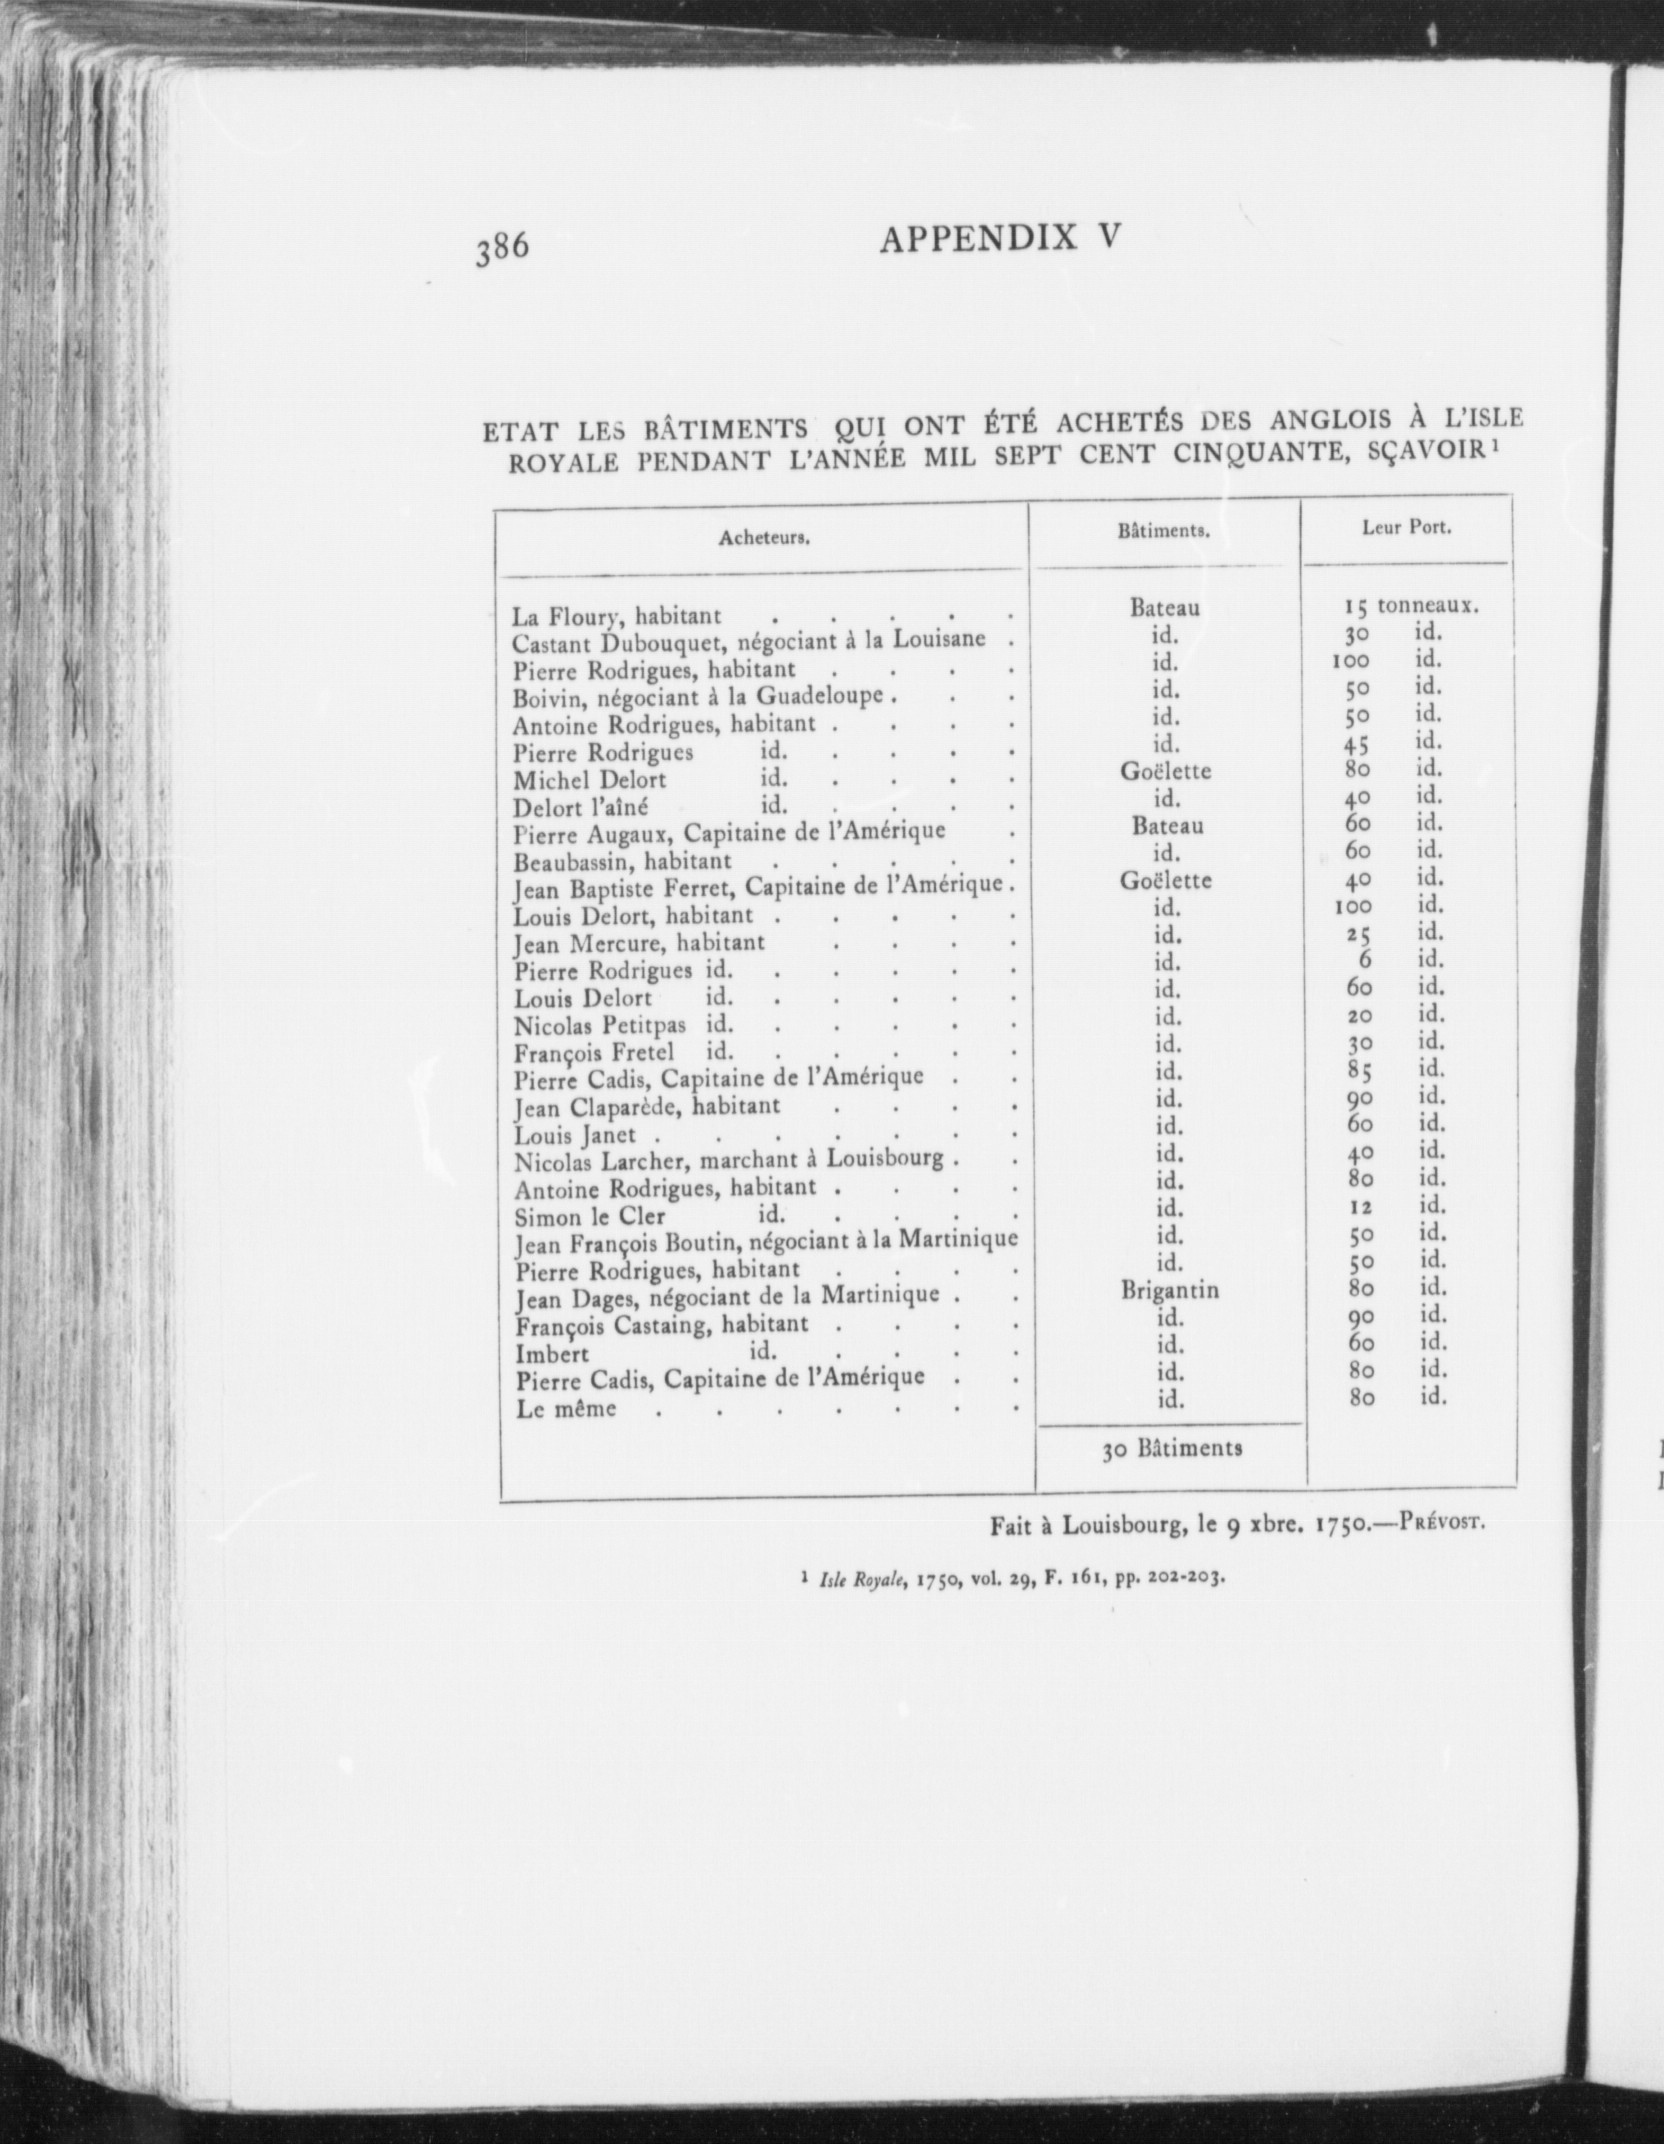 386 APPENDIX V
ETAT LES BÂTIMENTS QUI ONT ÉTÉ ACHETÉS DES ANGLOIS À L'ISLE
ROYALE PENDANT L'ANNÉE MIL SEPT CENT CINQUANTE, SÇAVOIR¹
Acheteurs. Bâtiments. Leur Port.
La Floury, habitant . . . . . Bateau 15 tonneaux.
Castant Dubouquet, négociant à la Louisane . id. 30 id.
Pierre Rodrigues, habitant . . . . id. 100 id.
Boivin, négociant à la Guadeloupe . . . id. 50 id.
Antoine Rodrigues, habitant . . . . id. 50 id.
Pierre Rodrigues id. . . . . id. 45 id.
Michel Delort id. . . . . Goëlette 80 id.
Delort l'aîné id. . . . . id. 40 id.
Pierre Augaux, Capitaine de l'Amérique . Bateau 60 id.
Beaubassin, habitant . . . . . id. 60 id.
Jean Baptiste Ferret, Capitaine de l'Amérique . Goëlette 40 id.
Louis Delort, habitant . . . . . id. 100 id.
Jean Mercure, habitant . . . . id. 25 id.
Pierre Rodrigues id. . . . . . id. 6 id.
Louis Delort id. . . . . . id. 60 id.
Nicolas Petitpas id. . . . . . id. 20 id.
François Fretel id. . . . . . id. 30 id.
Pierre Cadis, Capitaine de l'Amérique . . id. 85 id.
Jean Claparède, habitant . . . . id. 90 id.
Louis Janet . . . . . . . id. 60 id.
Nicolas Larcher, marchant à Louisbourg . . id. 40 id.
Antoine Rodrigues, habitant . . . . id. 80 id.
Simon le Cler id. . . . . id. 12 id.
Jean François Boutin, négociant à la Martinique id. 50 id.
Pierre Rodrigues, habitant . . . . id. 50 id.
Jean Dages, négociant de la Martinique . . Brigantin 80 id.
François Castaing, habitant . . . . id. 90 id.
Imbert id. . . . . id. 60 id.
Pierre Cadis, Capitaine de l'Amérique . . id. 80 id.
Le même . . . . . . . id. 80 id.
30 Bâtiments
Fait à Louisbourg, le 9 xbre. 1750.—PRÉVOST.
¹ Isle Royale, 1750, vol. 29, F. 161, pp. 202-203.